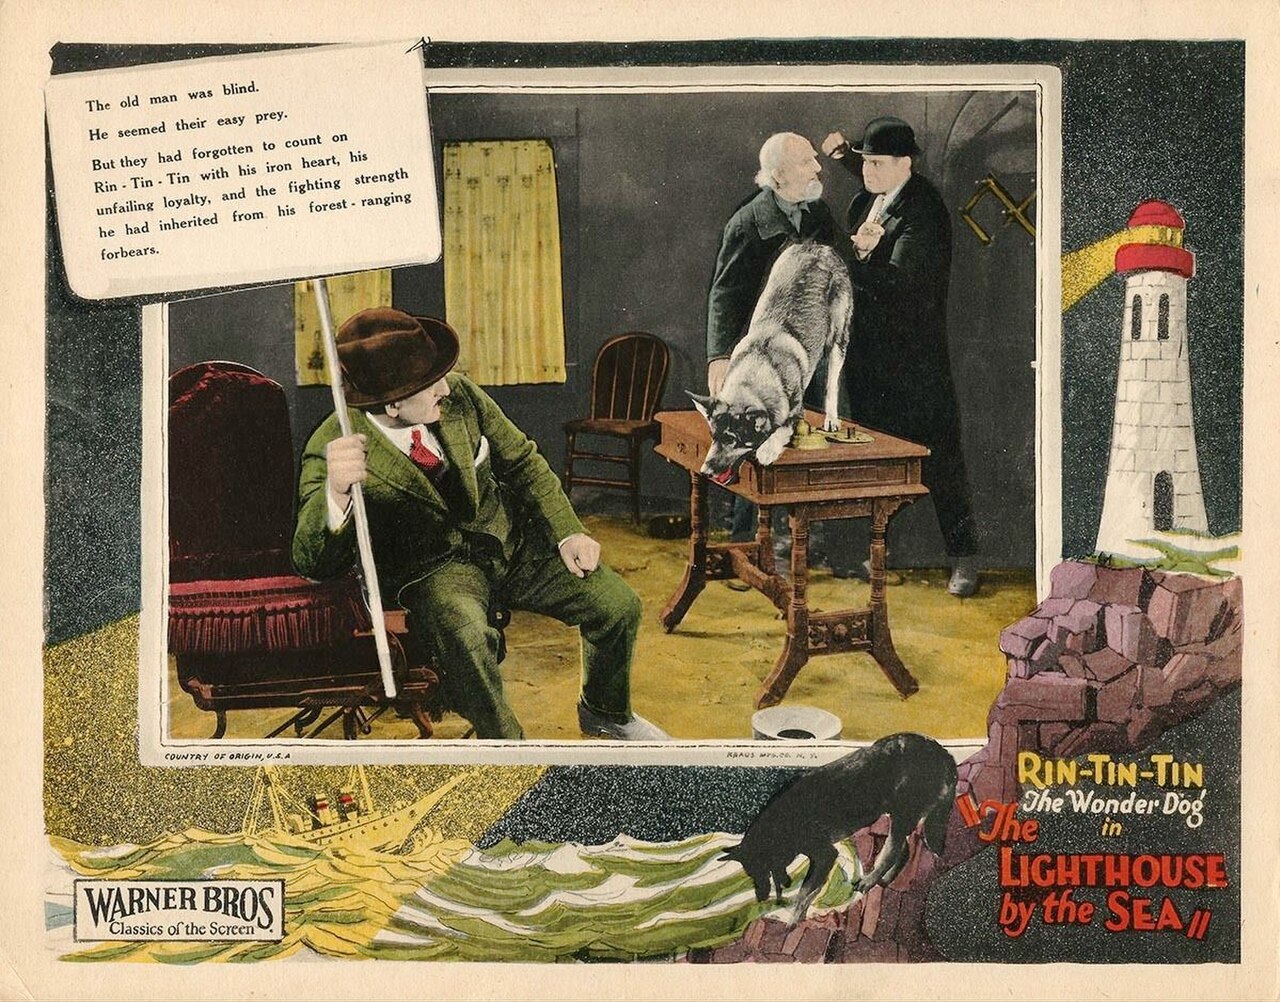 The old man was blind.
He seemed their easy prey.
But they had forgotten to count on
Rin - Tin - Tin with his iron heart, his
unfailing loyalty, and the fighting strength
he had inherited from his forest - ranging
forbears.
COUNTRY OF ORIGIN, U.S.A
KRAUS MFG. CO. N. Y.
RIN-TIN-TIN
The Wonder Dog
in
"The
LIGHTHOUSE
by the SEA"
WARNER BROS.
Classics of the Screen